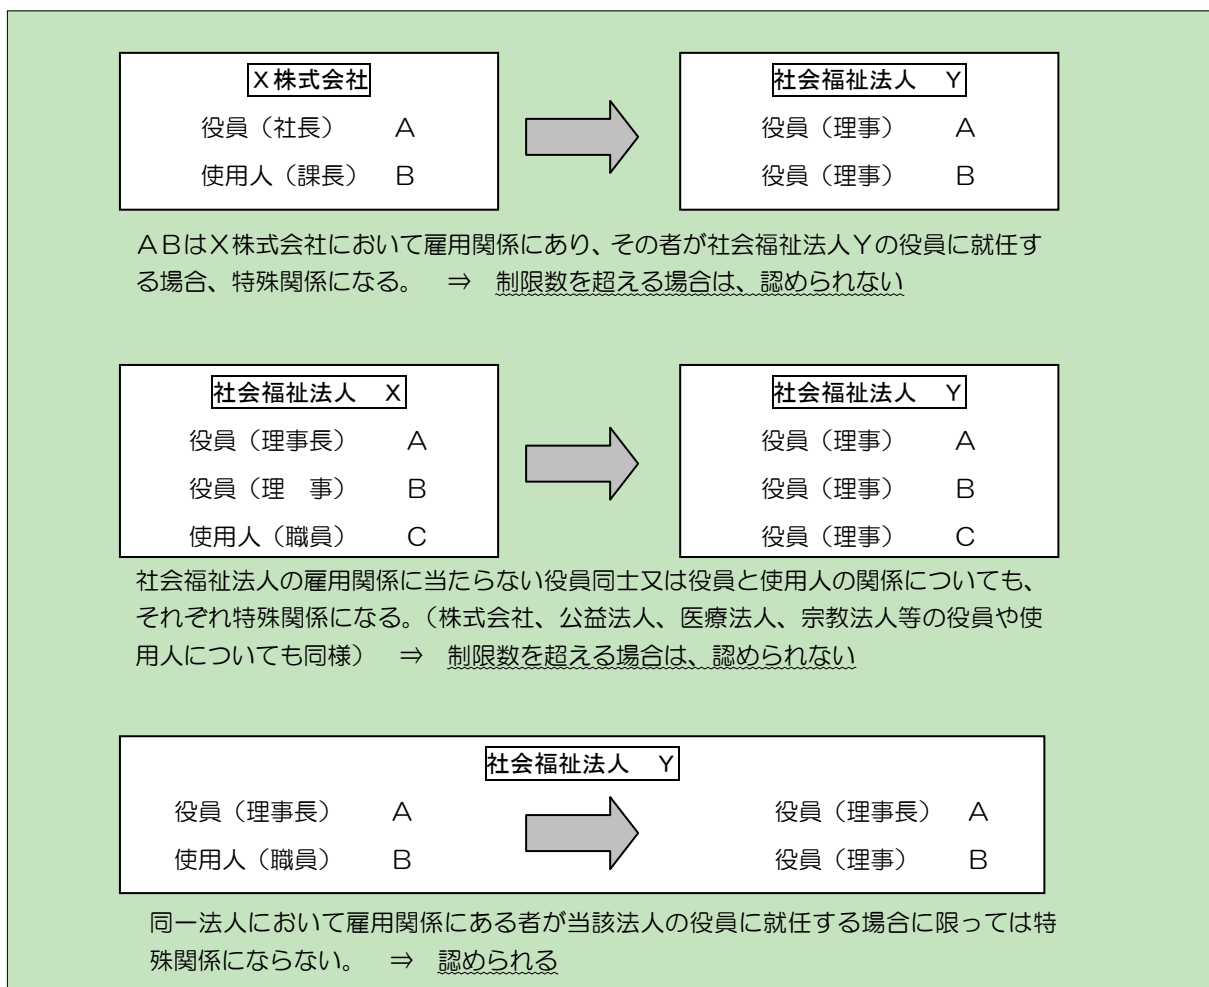 X株式会社
役員（社長） A
使用人（課長） B
社会福祉法人 Y
役員（理事） A
役員（理事） B
ＡＢはＸ株式会社において雇用関係にあり、その者が社会福祉法人Ｙの役員に就任す
る場合、特殊関係になる。 ⇒ 制限数を超える場合は、認められない
社会福祉法人 X
役員（理事長） A
役員（理 事） B
使用人（職員） C
社会福祉法人 Y
役員（理事） A
役員（理事） B
役員（理事） C
社会福祉法人の雇用関係に当たらない役員同士又は役員と使用人の関係についても、
それぞれ特殊関係になる。（株式会社、公益法人、医療法人、宗教法人等の役員や使
用人についても同様） ⇒ 制限数を超える場合は、認められない
社会福祉法人 Y
役員（理事長） A
使用人（職員） B
役員（理事長） A
役員（理事） B
同一法人において雇用関係にある者が当該法人の役員に就任する場合に限っては特
殊関係にならない。 ⇒ 認められる